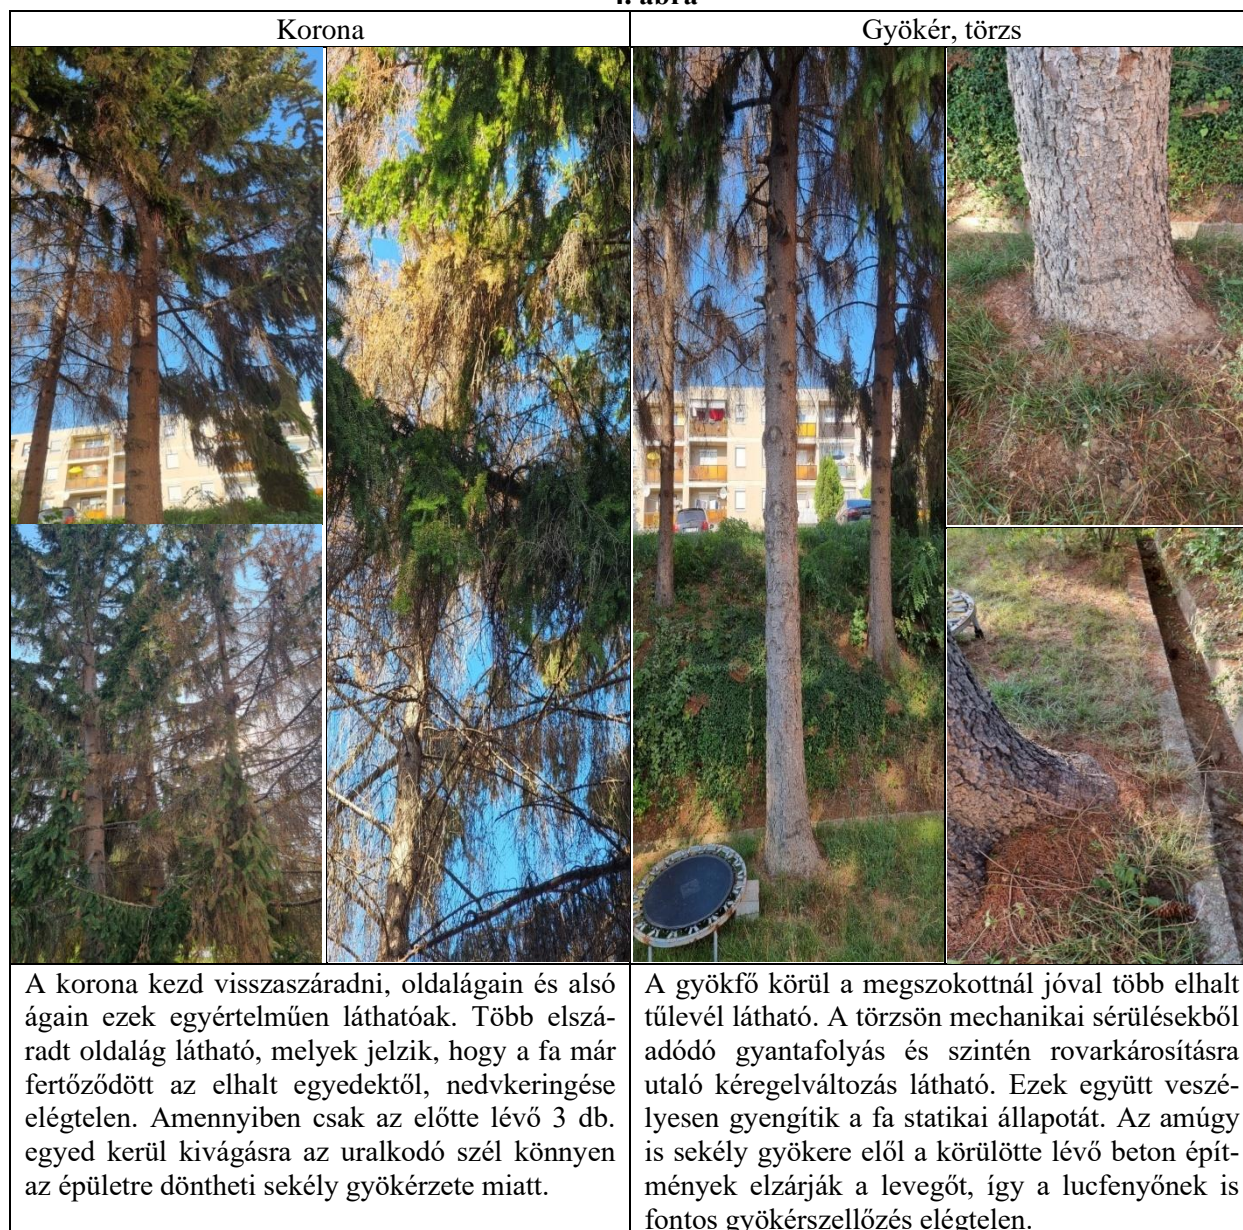 4. ábra
Korona
Gyökér, törzs
A korona kezd visszaszáradni, oldalágain és alsó
ágain ezek egyértelműen láthatóak. Több elszá-
radt oldalág látható, melyek jelzik, hogy a fa már
fertőződött az elhalt egyedektől, nedvkeringése
elégtelen. Amennyiben csak az előtte lévő 3 db.
egyed kerül kivágásra az uralkodó szél könnyen
az épületre döntheti sekély gyökérzete miatt.
A gyökfő körül a megszokottnál jóval több elhalt
tűlevél látható. A törzsön mechanikai sérülésekből
adódó gyantafolyás és szintén rovarkárosításra
utaló kéregelváltozás látható. Ezek együtt veszé-
lyesen gyengítik a fa statikai állapotát. Az amúgy
is sekély gyökere elől a körülötte lévő beton épít-
mények elzárják a levegőt, így a lucfenyőnek is
fontos gyökérszellőzés elégtelen.